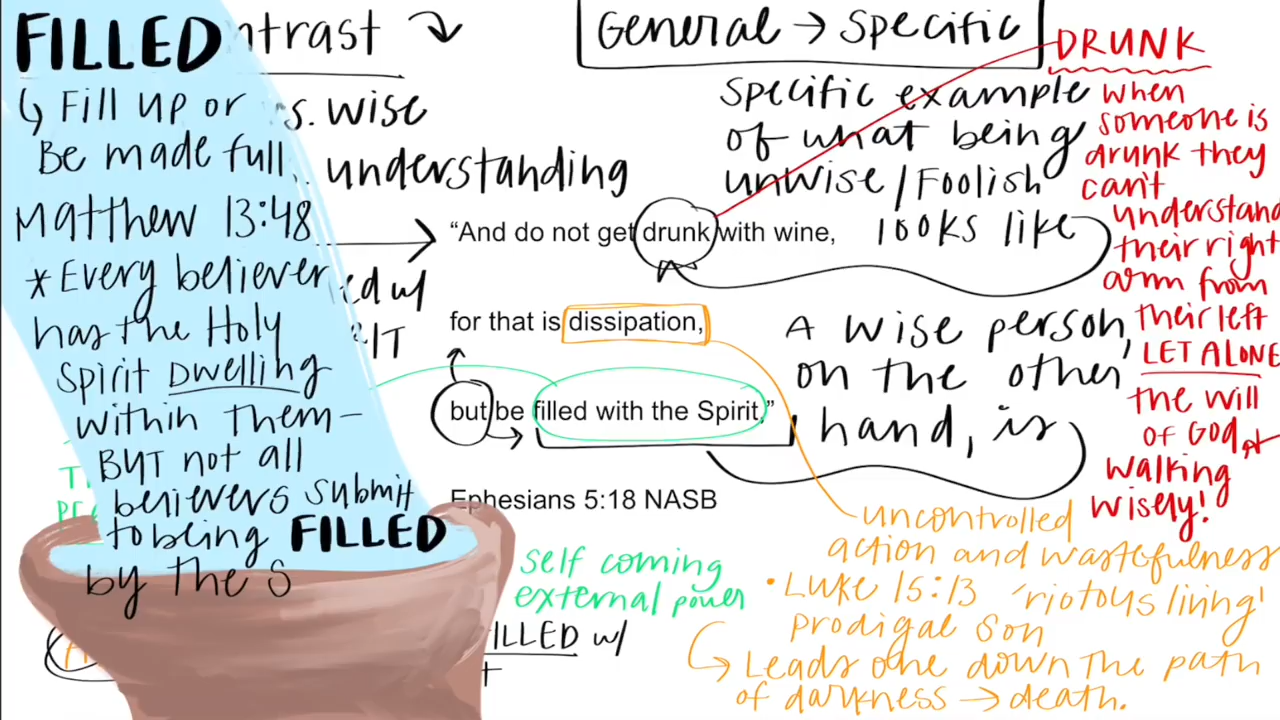 FILLED
Fill up or
Be made full
Matthew 13:48
* Every believer
has the Holy
Spirit Dwelling
within them-
BUT not all
believers submit
to being FILLED
by the S
ntrast
s. wise
understanding
ed w/
General → Specific
specific example
of what being
unwise/Foolish
looks like
"And do not get drunk with wine,
for that is dissipation,
but be filled with the Spirit,"
Ephesians 5:18 NASB
A wise person,
on the other
hand, is
DRUNK
when
someone is
drunk they
can't
understand
their right
arm from
their left
LET ALONE
the will
of God
walking
wisely!
self coming
external power
ILLED w/
uncontrolled
action and wastefulness
• Luke 15:13 'riotous living'
prodigal son
Leads one down the path
of darkness → death.